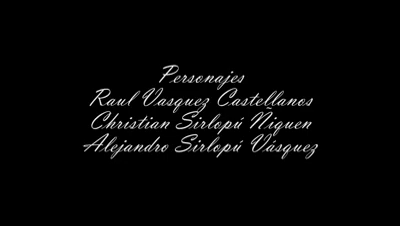 Personajes
Raul Vasquez Castellanos
Christian Sirlopú Ñiquen
Alejandro Sirlopú Vásquez